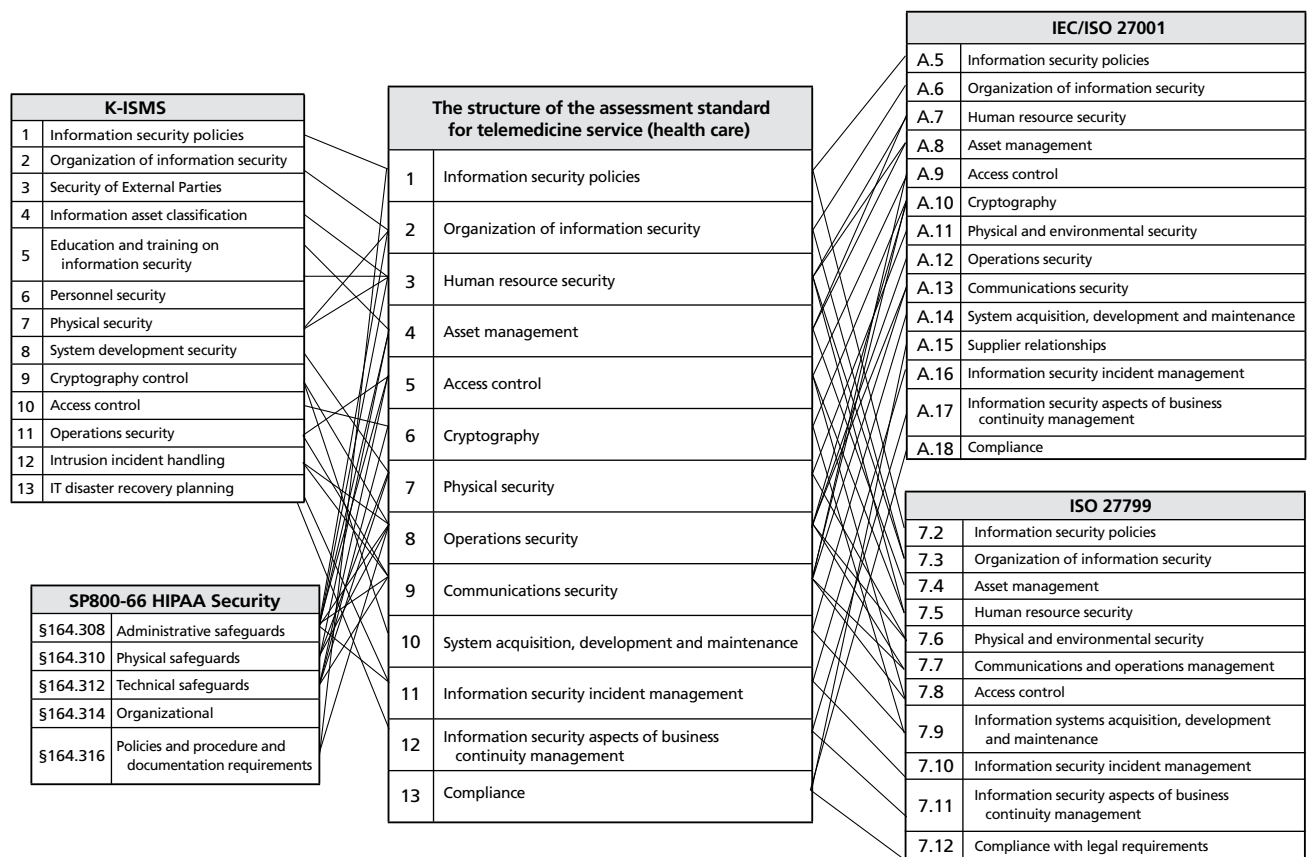 K-ISMS
1 Information security policies
2 Organization of information security
3 Security of External Parties
4 Information asset classification
5 Education and training on
information security
6 Personnel security
7 Physical security
8 System development security
9 Cryptography control
10 Access control
11 Operations security
12 Intrusion incident handling
13 IT disaster recovery planning
SP800-66 HIPAA Security
§164.308 Administrative safeguards
§164.310 Physical safeguards
§164.312 Technical safeguards
§164.314 Organizational
§164.316 Policies and procedure and
documentation requirements
The structure of the assessment standard
for telemedicine service (health care)
1 Information security policies
2 Organization of information security
3 Human resource security
4 Asset management
5 Access control
6 Cryptography
7 Physical security
8 Operations security
9 Communications security
10 System acquisition, development and maintenance
11 Information security incident management
12 Information security aspects of business
continuity management
13 Compliance
IEC/ISO 27001
A.5 Information security policies
A.6 Organization of information security
A.7 Human resource security
A.8 Asset management
A.9 Access control
A.10 Cryptography
A.11 Physical and environmental security
A.12 Operations security
A.13 Communications security
A.14 System acquisition, development and maintenance
A.15 Supplier relationships
A.16 Information security incident management
A.17 Information security aspects of business
continuity management
A.18 Compliance
ISO 27799
7.2 Information security policies
7.3 Organization of information security
7.4 Asset management
7.5 Human resource security
7.6 Physical and environmental security
7.7 Communications and operations management
7.8 Access control
7.9 Information systems acquisition, development
and maintenance
7.10 Information security incident management
7.11 Information security aspects of business
continuity management
7.12 Compliance with legal requirements